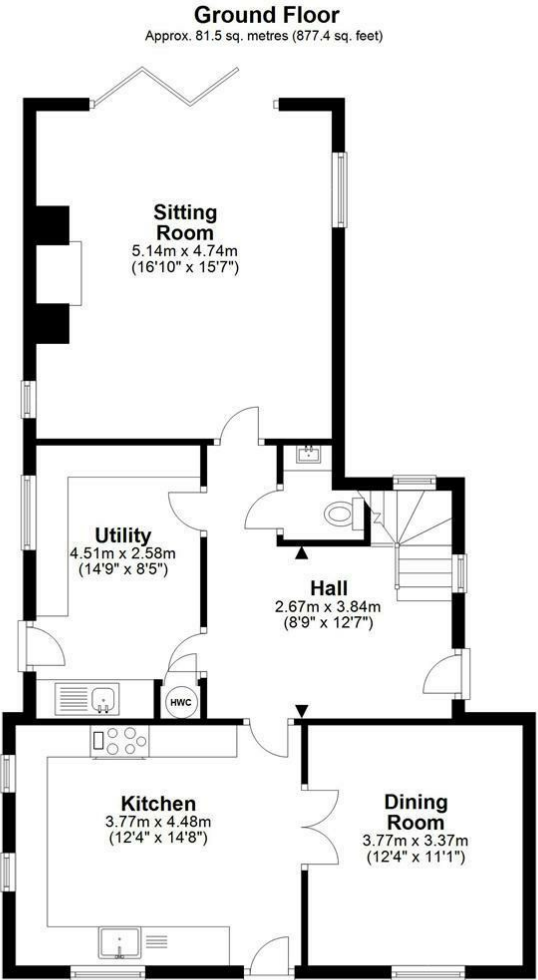 Ground Floor
Approx. 81.5 sq. metres (877.4 sq. feet)
Sitting
Room
5.14m x 4.74m
(16'10" x 15'7")
Utility
4.51m x 2.58m
(14'9" x 8'5")
Hall
2.67m x 3.84m
(8'9" x 12'7")
HWC
Kitchen
3.77m x 4.48m
(12'4" x 14'8")
Dining
Room
3.77m x 3.37m
(12'4" x 11'1")